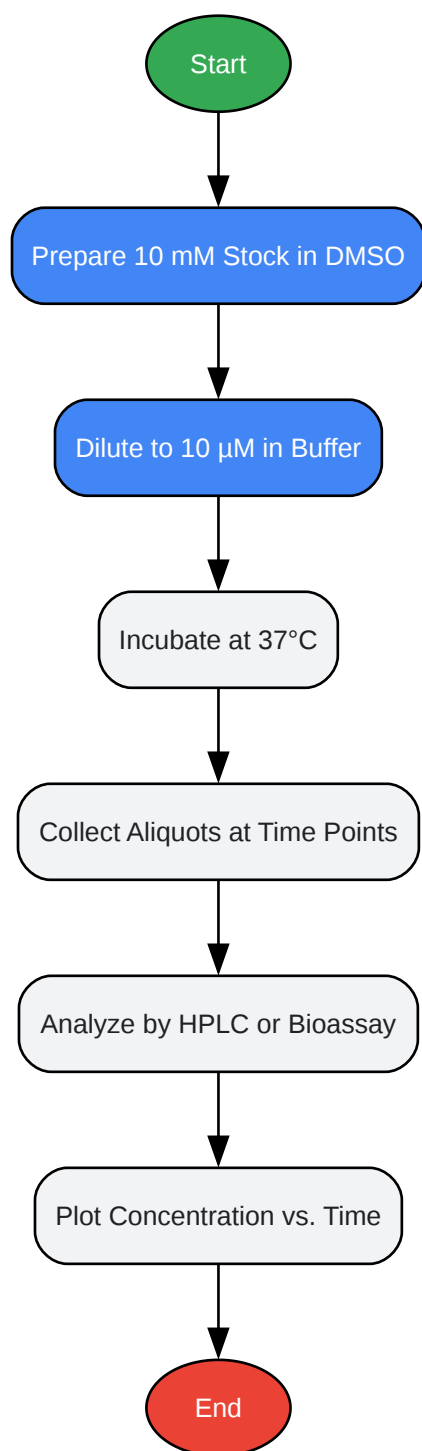 Start
Prepare 10 mM Stock in DMSO
Dilute to 10 µM in Buffer
Incubate at 37°C
Collect Aliquots at Time Points
Analyze by HPLC or Bioassay
Plot Concentration vs. Time
End